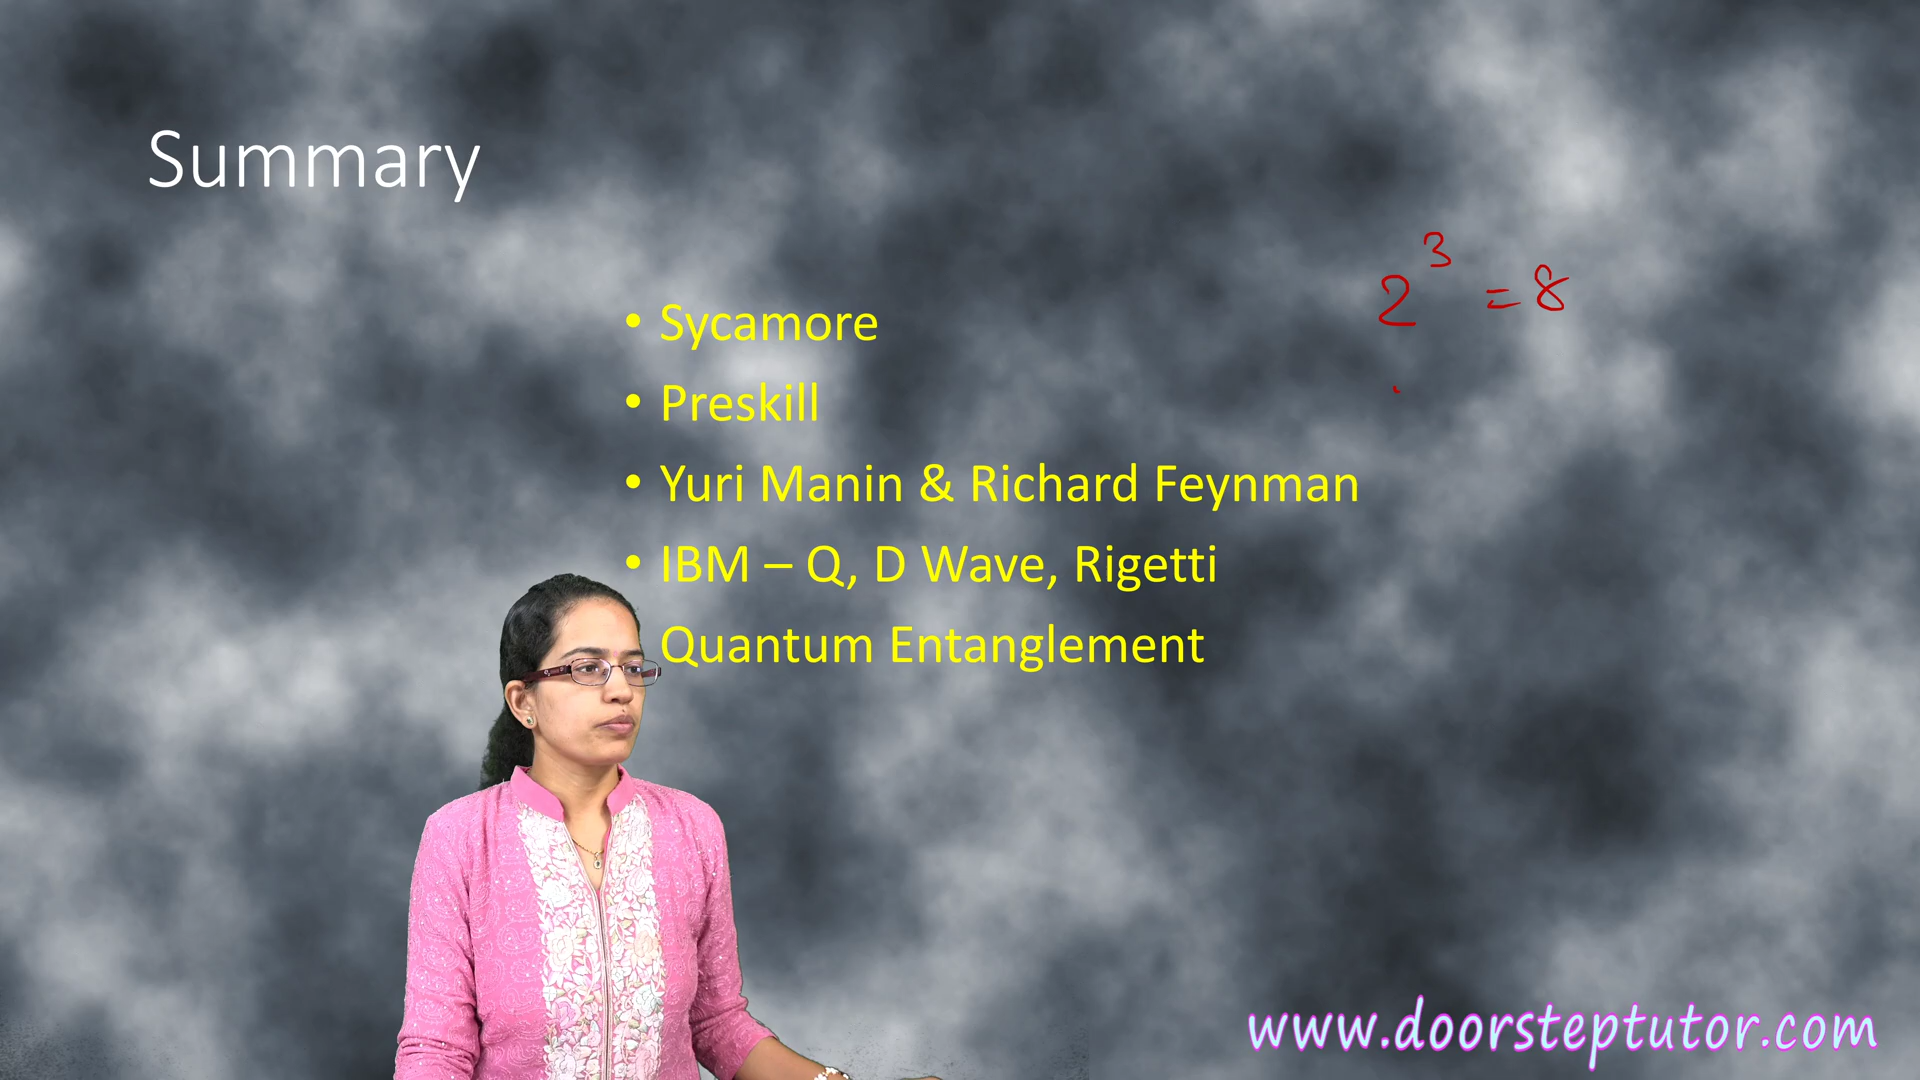 Summary
2³ = 8
• Sycamore
• Preskill
• Yuri Manin & Richard Feynman
• IBM – Q, D Wave, Rigetti
Quantum Entanglement
www.doorsteptutor.com